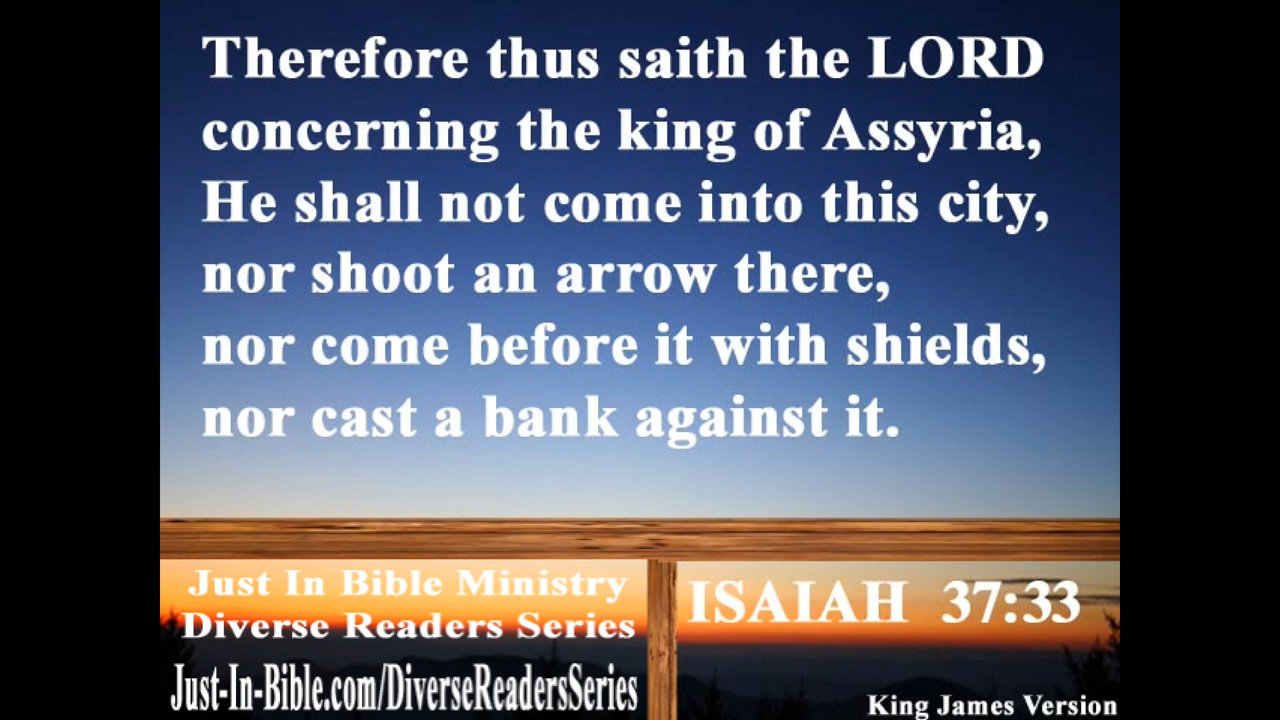 Therefore thus saith the LORD
concerning the king of Assyria,
He shall not come into this city,
nor shoot an arrow there,
nor come before it with shields,
nor cast a bank against it.
Just In Bible Ministry
Diverse Readers Series
Just-In-Bible.com/DiverseReadersSeries
ISAIAH 37:33
King James Version